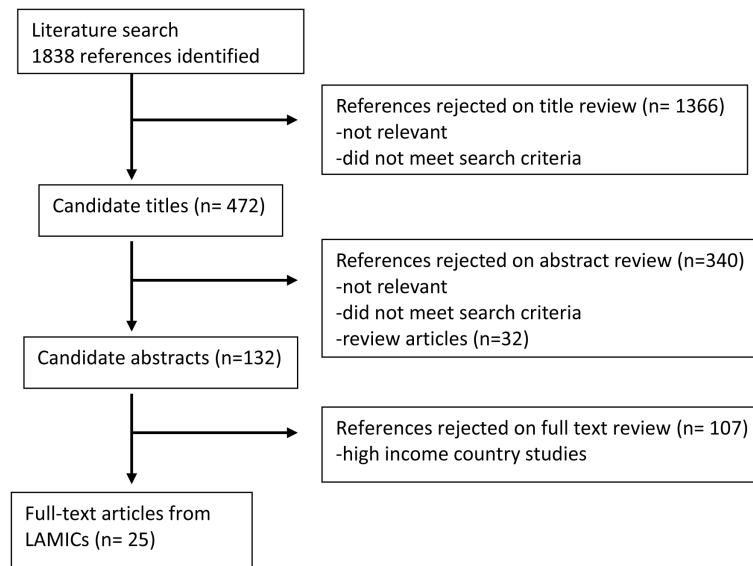 Literature search
1838 references identified
References rejected on title review (n= 1366)
-not relevant
-did not meet search criteria
Candidate titles (n= 472)
References rejected on abstract review (n=340)
-not relevant
-did not meet search criteria
-review articles (n=32)
Candidate abstracts (n=132)
References rejected on full text review (n= 107)
-high income country studies
Full-text articles from
LAMICs (n= 25)